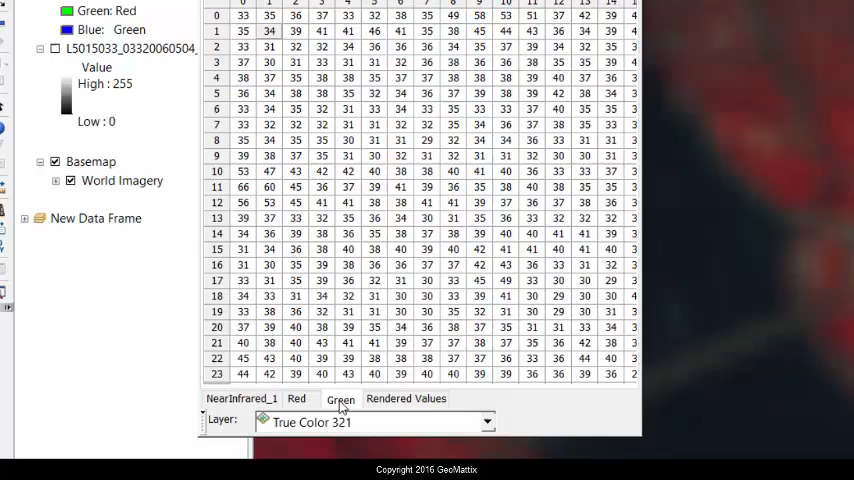 Green: Red
Blue: Green
L5015033_03320060504_
Value
High : 255
Low : 0
Basemap
World Imagery
New Data Frame
0 1 2 3 4 5 6 7 8 9 10 11 12 13 14
0 33 35 36 37 33 32 38 35 49 58 53 51 37 42 39 4
1 35 34 39 41 41 46 41 35 38 45 44 43 36 34 39 4
2 33 31 32 32 34 36 36 36 34 35 37 39 34 32 35 4
3 37 30 31 33 31 31 32 36 38 34 36 38 35 35 39 4
4 38 37 35 38 38 35 37 37 38 38 38 39 40 37 36 3
5 36 34 38 38 35 32 34 36 37 39 38 39 42 38 34 3
6 33 34 35 32 31 33 34 33 35 33 33 37 40 35 35 3
7 33 32 32 32 31 31 32 32 35 34 36 37 38 35 33 3
8 35 34 35 35 30 31 31 29 32 34 34 36 33 31 31 3
9 39 38 37 35 31 30 32 31 32 31 31 32 30 30 31 3
10 53 47 43 42 42 40 38 38 40 41 40 36 33 33 37 3
11 66 60 45 36 37 39 41 39 36 35 38 40 38 35 35 3
12 56 53 45 41 41 38 38 41 41 39 37 36 37 38 36 3
13 39 37 33 32 35 36 34 30 31 35 36 33 32 32 32 3
14 34 36 39 38 36 35 38 37 38 39 40 40 41 41 39 3
15 31 34 36 38 40 38 40 39 40 42 41 41 40 41 40 3
16 31 30 35 39 38 36 36 37 37 42 43 36 33 31 32 3
17 33 31 35 39 36 32 31 30 33 45 49 33 30 30 29 3
18 34 33 31 34 32 31 30 30 33 39 41 30 29 30 30 4
19 33 38 36 32 31 31 30 30 35 32 31 30 29 30 31 3
20 37 39 40 38 39 35 34 36 38 37 35 31 31 33 34 3
21 40 38 40 43 41 41 39 37 37 38 37 35 36 42 38 3
22 45 43 40 39 39 38 38 38 37 37 36 33 36 44 40 3
23 44 42 39 40 43 40 37 37 39 40 37 36 39 39 36 2
NearInfrared_1 Red Green Rendered Values
Layer: True Color 321
Copyright 2016 GeoMattix